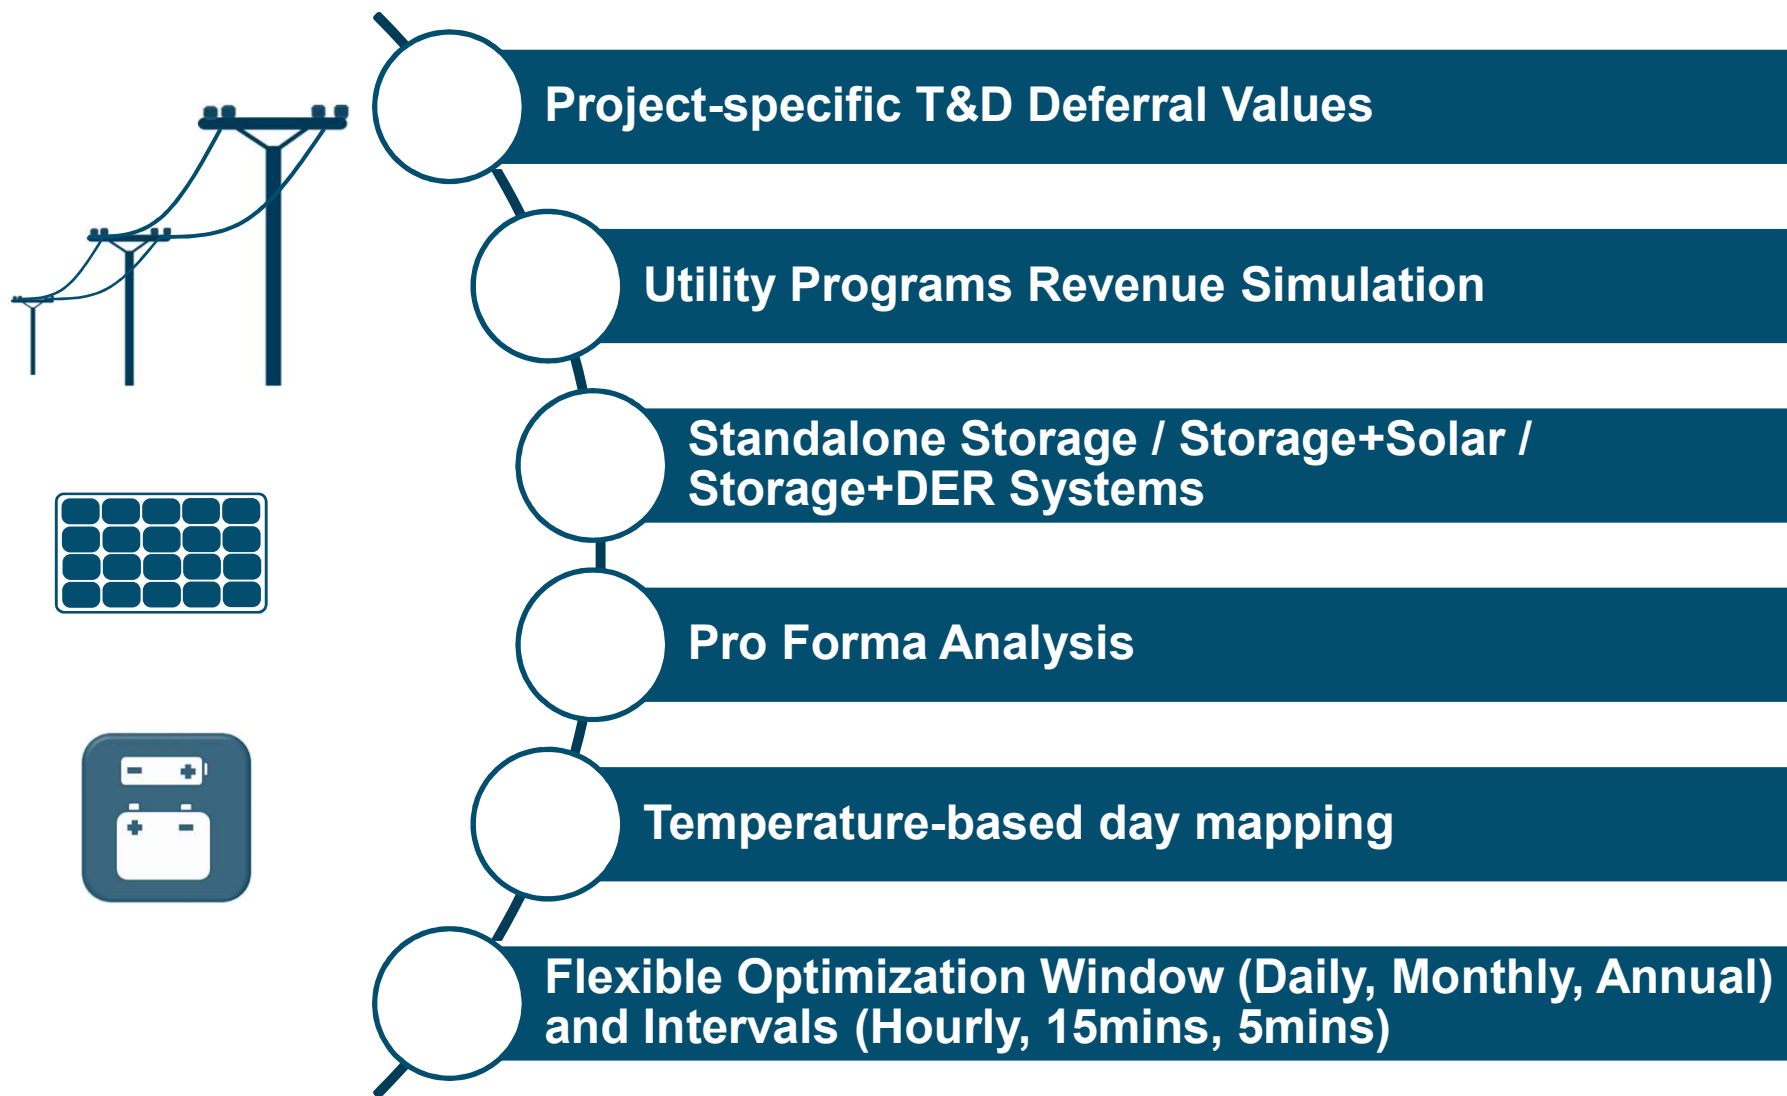 Project-specific T&D Deferral Values
Utility Programs Revenue Simulation
Standalone Storage / Storage+Solar /
Storage+DER Systems
Pro Forma Analysis
Temperature-based day mapping
Flexible Optimization Window (Daily, Monthly, Annual)
and Intervals (Hourly, 15mins, 5mins)